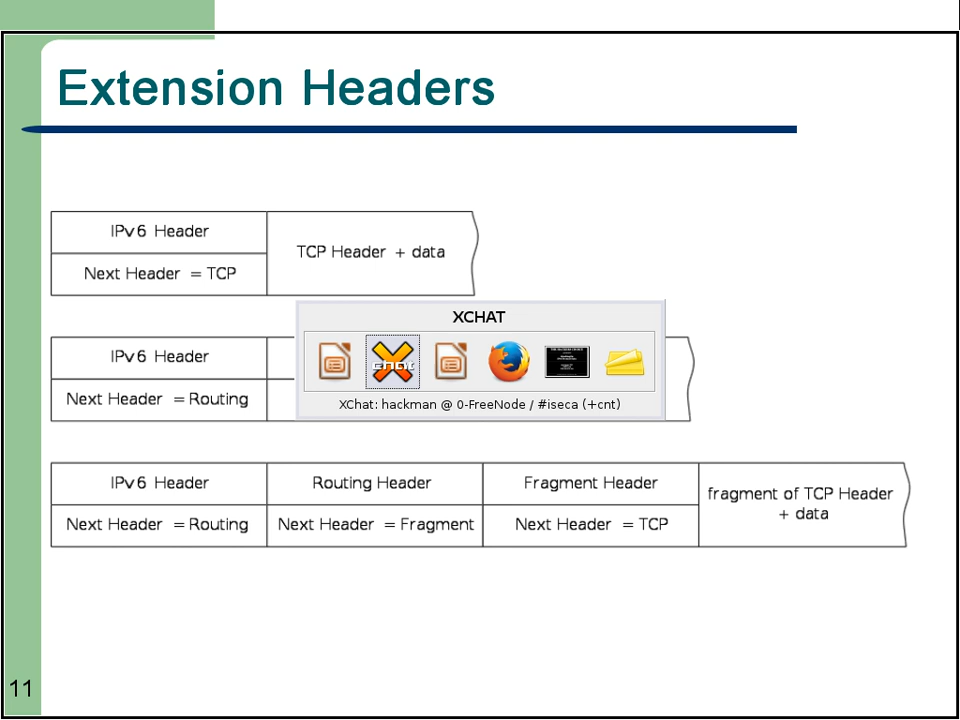 Extension Headers
IPv6 Header
Next Header = TCP
TCP Header + data
IPv6 Header
Next Header = Routing
XCHAT
chat
XChat: hackman @ 0-FreeNode / #iseca (+cnt)
IPv6 Header
Next Header = Routing
Routing Header
Next Header = Fragment
Fragment Header
Next Header = TCP
fragment of TCP Header
+ data
11